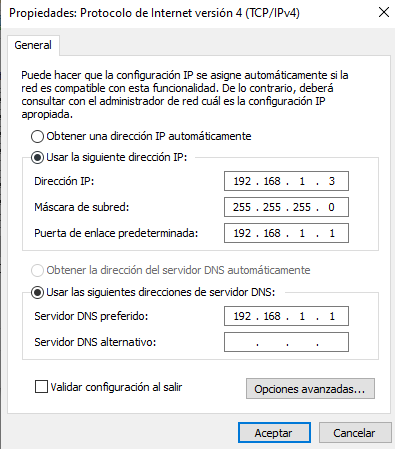 Propiedades: Protocolo de Internet versión 4 (TCP/IPv4)
General
Puede hacer que la configuración IP se asigne automáticamente si la
red es compatible con esta funcionalidad. De lo contrario, deberá
consultar con el administrador de red cuál es la configuración IP
apropiada.
Obtener una dirección IP automáticamente
Usar la siguiente dirección IP:
Dirección IP: 192 . 168 . 1 . 3
Máscara de subred: 255 . 255 . 255 . 0
Puerta de enlace predeterminada: 192 . 168 . 1 . 1
Obtener la dirección del servidor DNS automáticamente
Usar las siguientes direcciones de servidor DNS:
Servidor DNS preferido: 192 . 168 . 1 . 1
Servidor DNS alternativo: . . .
Validar configuración al salir
Opciones avanzadas...
Aceptar Cancelar